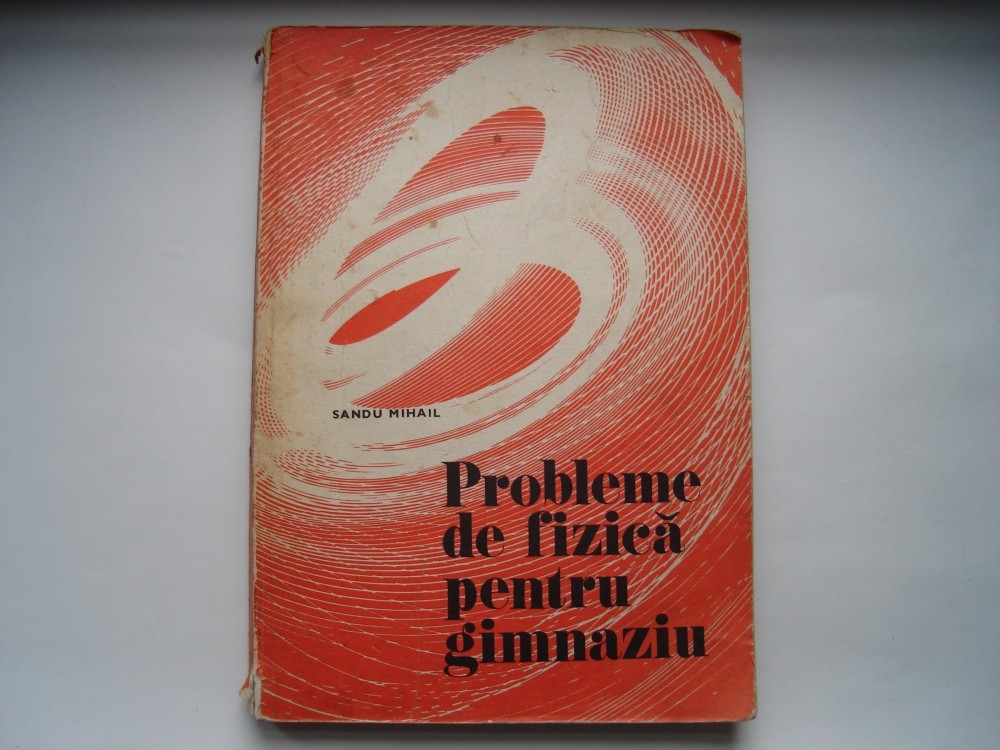 SANDU MIHAIL
Probleme
de fizică
pentru
gimnaziu